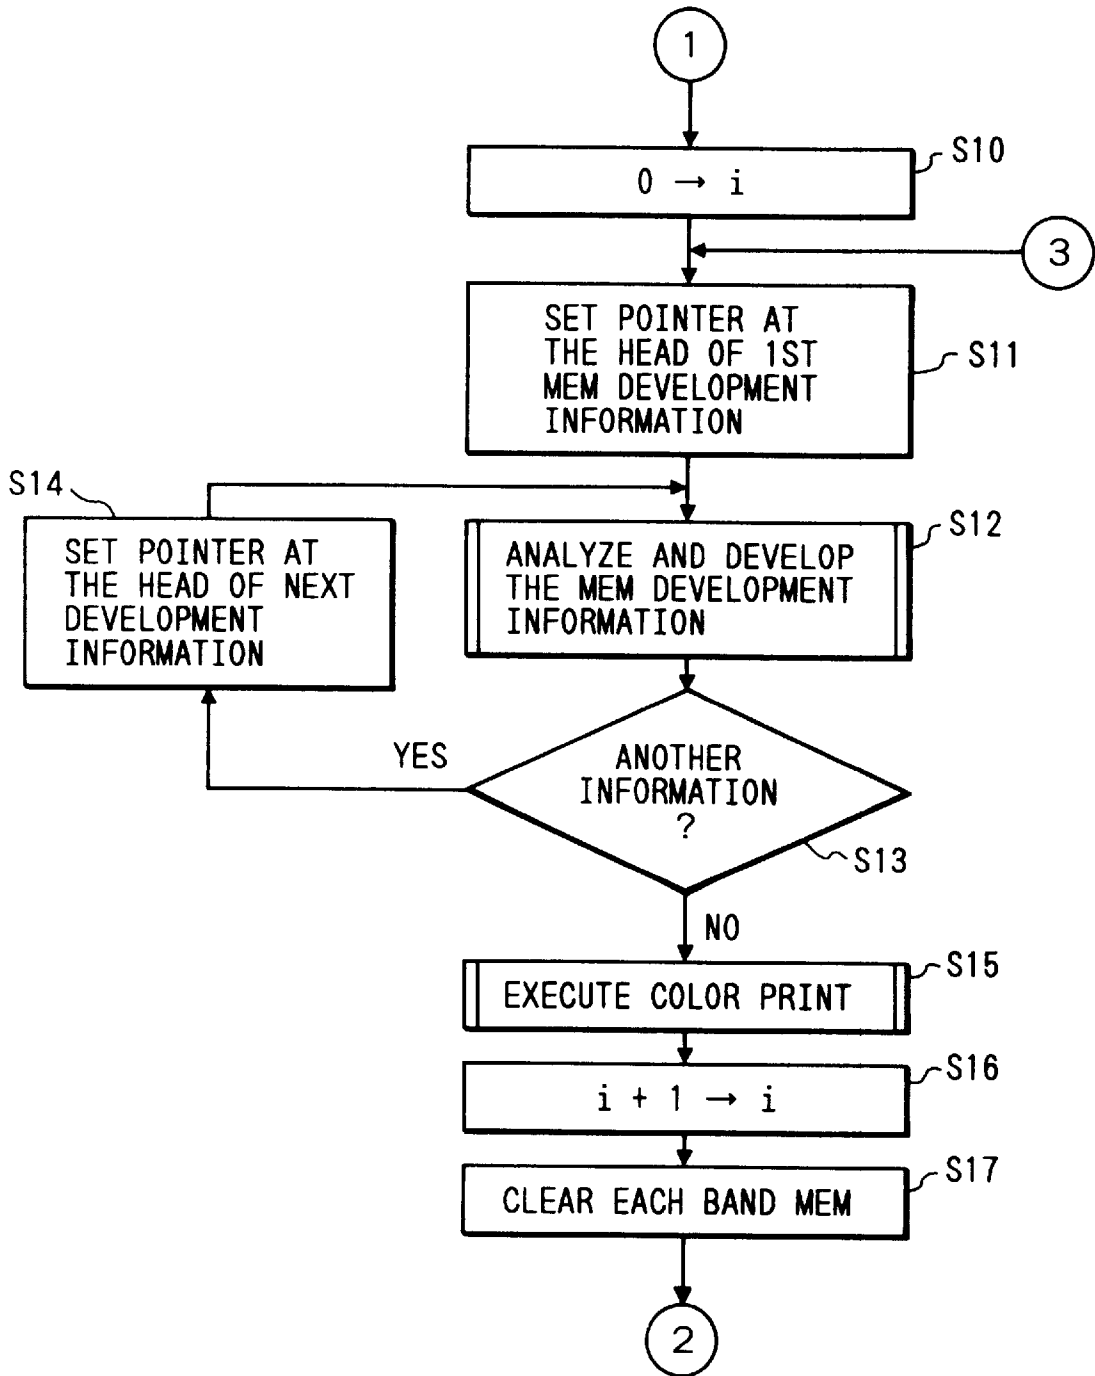 1
S10
0 → i
3
SET POINTER AT
THE HEAD OF 1ST
MEM DEVELOPMENT
INFORMATION
S11
S14
SET POINTER AT
THE HEAD OF NEXT
DEVELOPMENT
INFORMATION
S12
ANALYZE AND DEVELOP
THE MEM DEVELOPMENT
INFORMATION
YES
ANOTHER
INFORMATION
?
S13
NO
S15
EXECUTE COLOR PRINT
S16
i + 1 → i
S17
CLEAR EACH BAND MEM
2